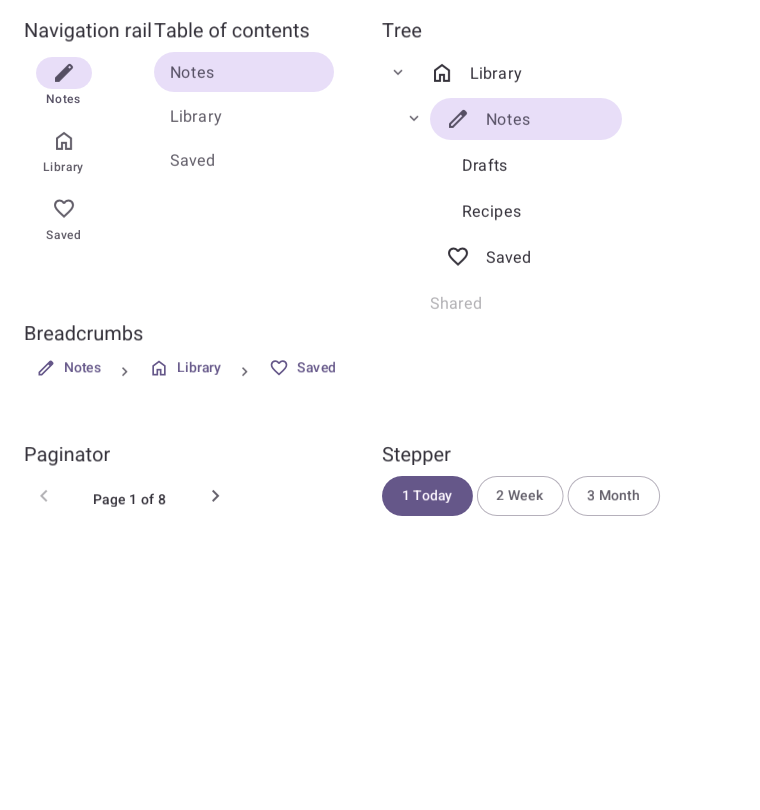 Navigation rail
Notes
Library
Saved
Table of contents
Notes
Library
Saved
Tree
Library
Notes
Drafts
Recipes
Saved
Shared
Breadcrumbs
Notes Library Saved
Paginator
Page 1 of 8
Stepper
1 Today 2 Week 3 Month